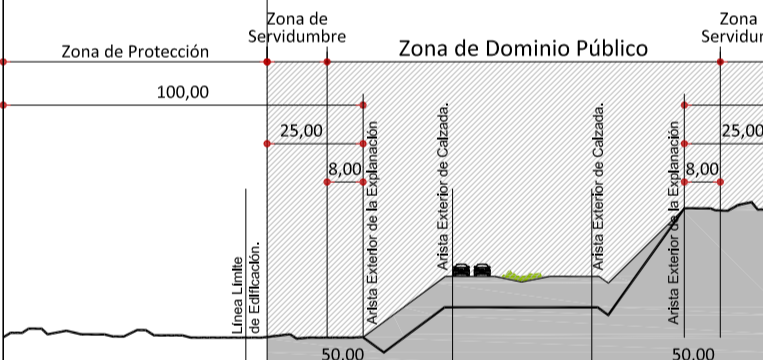 Zona de
Servidumbre
Zona de Protección
Zona de Dominio Público
Zona
Servidur
100,00
25,00
8,00
25,00
8,00
Línea Límite
de Edificación.
Arista Exterior de la Explanación
Arista Exterior de Calzada.
Arista Exterior de Calzada.
Arista Exterior de la Explanación
50,00
50,00